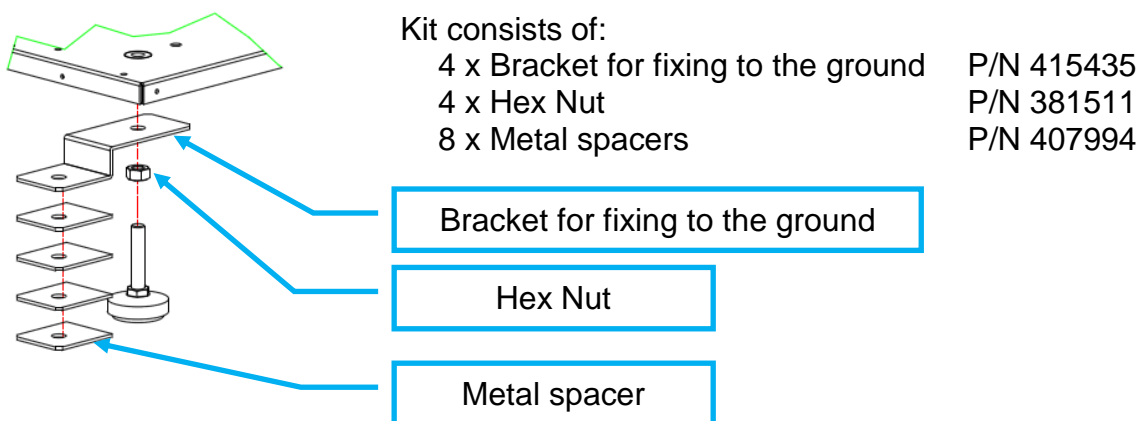 Kit consists of:
4 x Bracket for fixing to the ground P/N 415435
4 x Hex Nut P/N 381511
8 x Metal spacers P/N 407994
Bracket for fixing to the ground
Hex Nut
Metal spacer